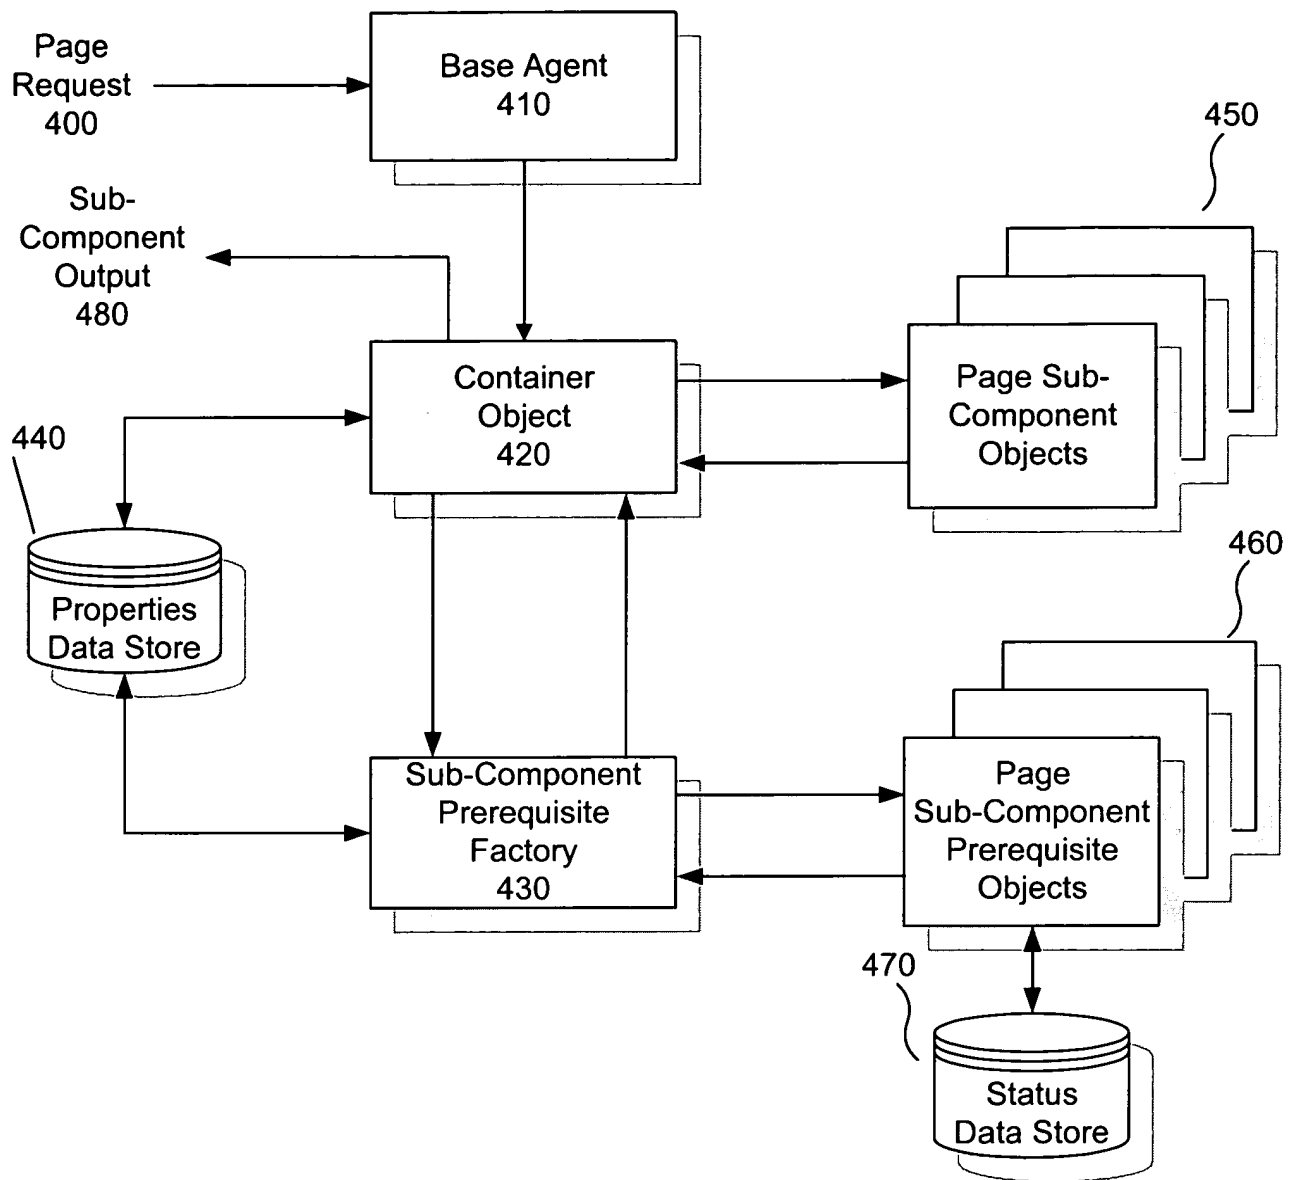 Page
Request
400
Base Agent
410
450
Sub-
Component
Output
480
Container
Object
420
Page Sub-
Component
Objects
440
Properties
Data Store
460
Sub-Component
Prerequisite
Factory
430
Page
Sub-Component
Prerequisite
Objects
470
Status
Data Store